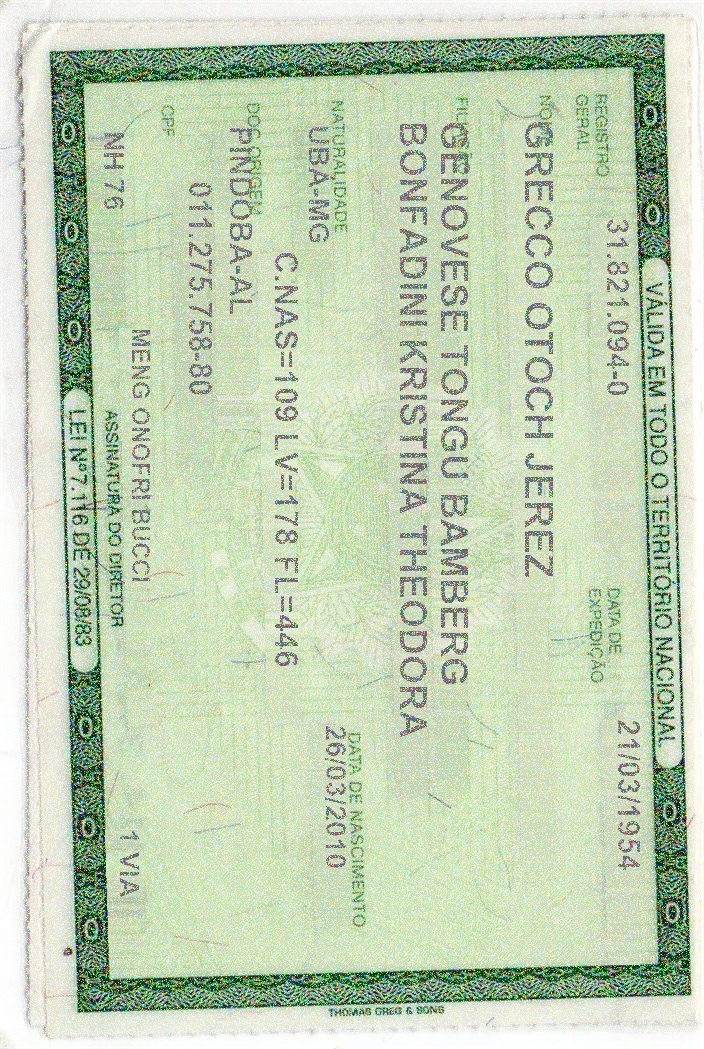 VÁLIDA EM TODO O TERRITÓRIO NACIONAL
REGISTRO GERAL 31.821.094-0 DATA DE EXPEDIÇÃO 21/03/1954
NOME GRECCO OTOCH JEREZ
FILIAÇÃO
GENOVESE TONGU BAMBERG
BONFADINI KRISTINA THEODORA
NATURALIDADE DATA DE NASCIMENTO
UBA-MG 26/03/2010
DOC ORIGEM C.NAS=109 LV=178 FL=446
PINDOBA-AL
011.275.758-80
CPF
MENG ONOFRI BUCCI
NH 76 ASSINATURA DO DIRETOR 1 VIA
LEI Nº 7.116 DE 29/08/83
THOMAS GREG & SONS